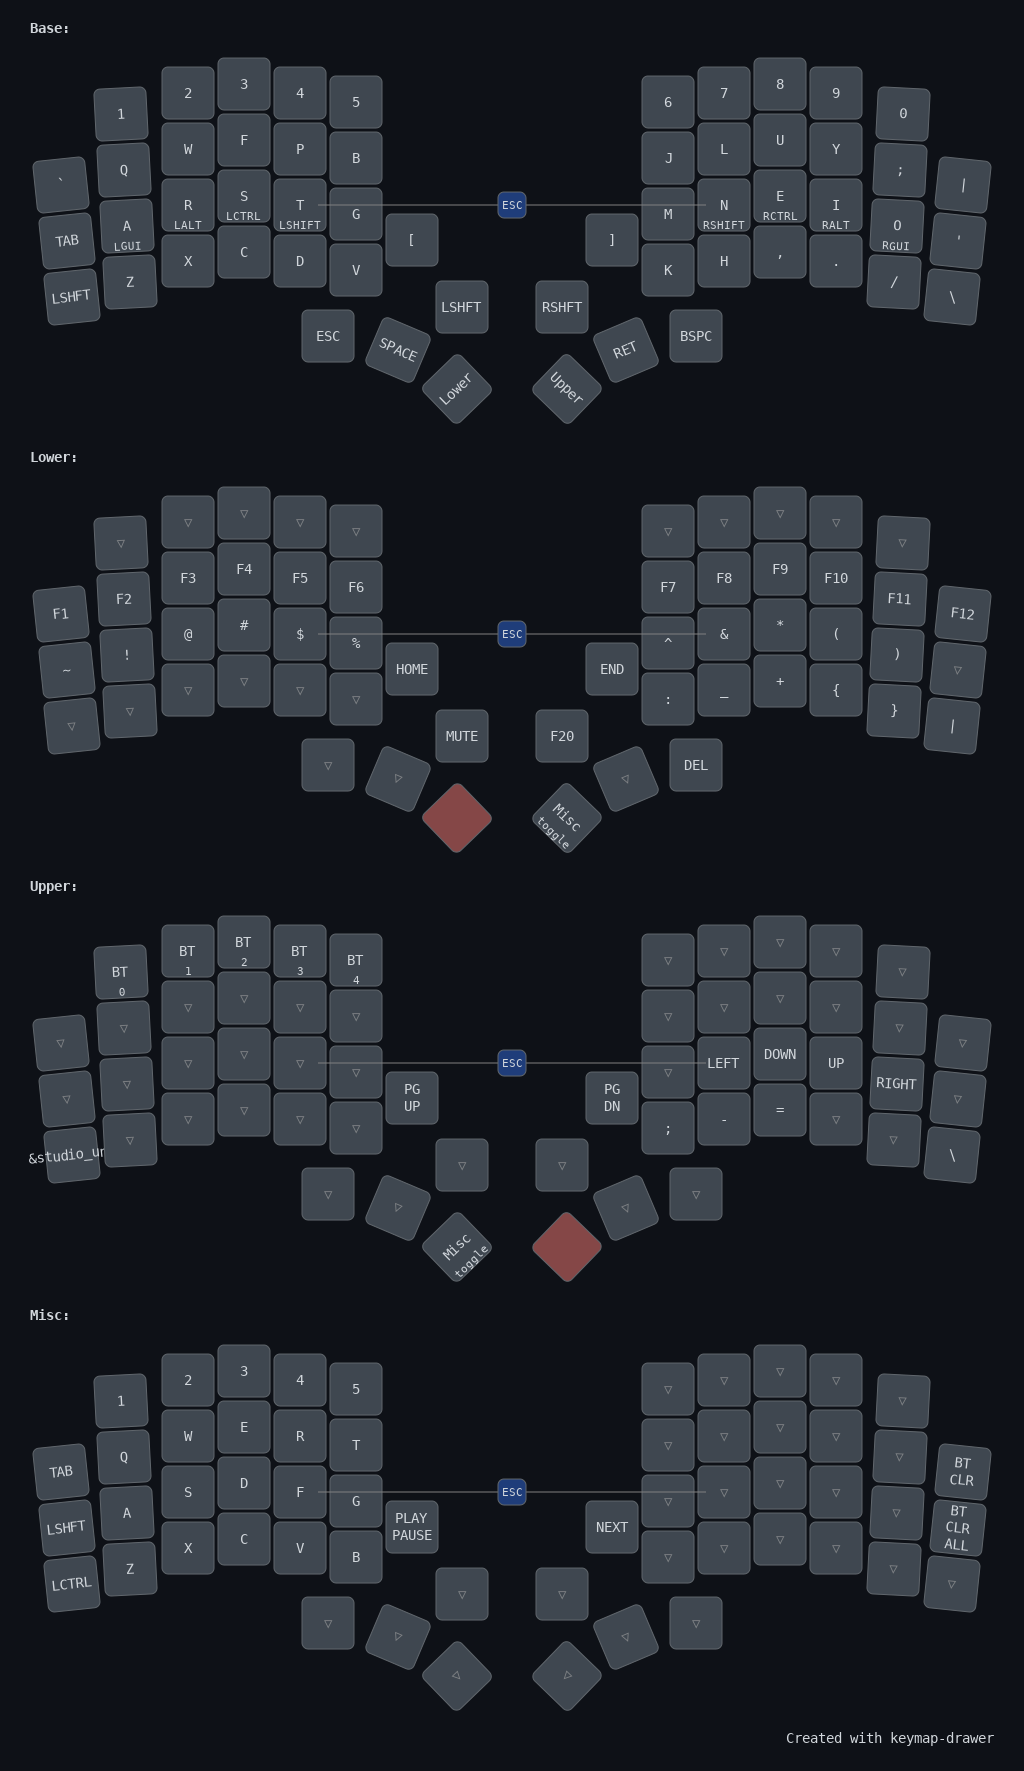 Base:
1 2 3 4 5 6 7 8 9 0
` Q W F P B J L U Y ; |
TAB A LGUI R LALT S LCTRL T LSHIFT G [ ESC ] M N RSHIFT E RCTRL I RALT O RGUI '
LSHFT Z X C D V K H , . / \
ESC SPACE LSHFT Lower RSHFT Upper RET BSPC
Lower:
▽ ▽ ▽ ▽ ▽ ▽ ▽ ▽ ▽ ▽
F1 F2 F3 F4 F5 F6 F7 F8 F9 F10 F11 F12
~ ! @ # $ % HOME ESC END ^ & * ( ) ▽
▽ ▽ ▽ ▽ ▽ ▽ : _ + { } |
▽ ▽ MUTE F20 Misc toggle ▽ DEL
Upper:
BT 0 BT 1 BT 2 BT 3 BT 4 ▽ ▽ ▽ ▽ ▽
▽ ▽ ▽ ▽ ▽ ▽ ▽ ▽ ▽ ▽ ▽ ▽
▽ ▽ ▽ ▽ ▽ ▽ PG UP ESC PG DN ▽ LEFT DOWN UP RIGHT ▽
&studio_un ▽ ▽ ▽ ▽ ▽ ; - = ▽ ▽ \
▽ ▽ ▽ Misc toggle ▽ ▽ ▽
Misc:
1 2 3 4 5 ▽ ▽ ▽ ▽ ▽
TAB Q W E R T ▽ ▽ ▽ ▽ ▽ BT CLR
LSHFT A S D F G PLAY PAUSE ESC NEXT ▽ ▽ ▽ ▽ ▽ BT CLR ALL
LCTRL Z X C V B ▽ ▽ ▽ ▽ ▽ ▽
▽ ▽ ▽ ▽ ▽ ▽ ▽ ▽
Created with keymap-drawer